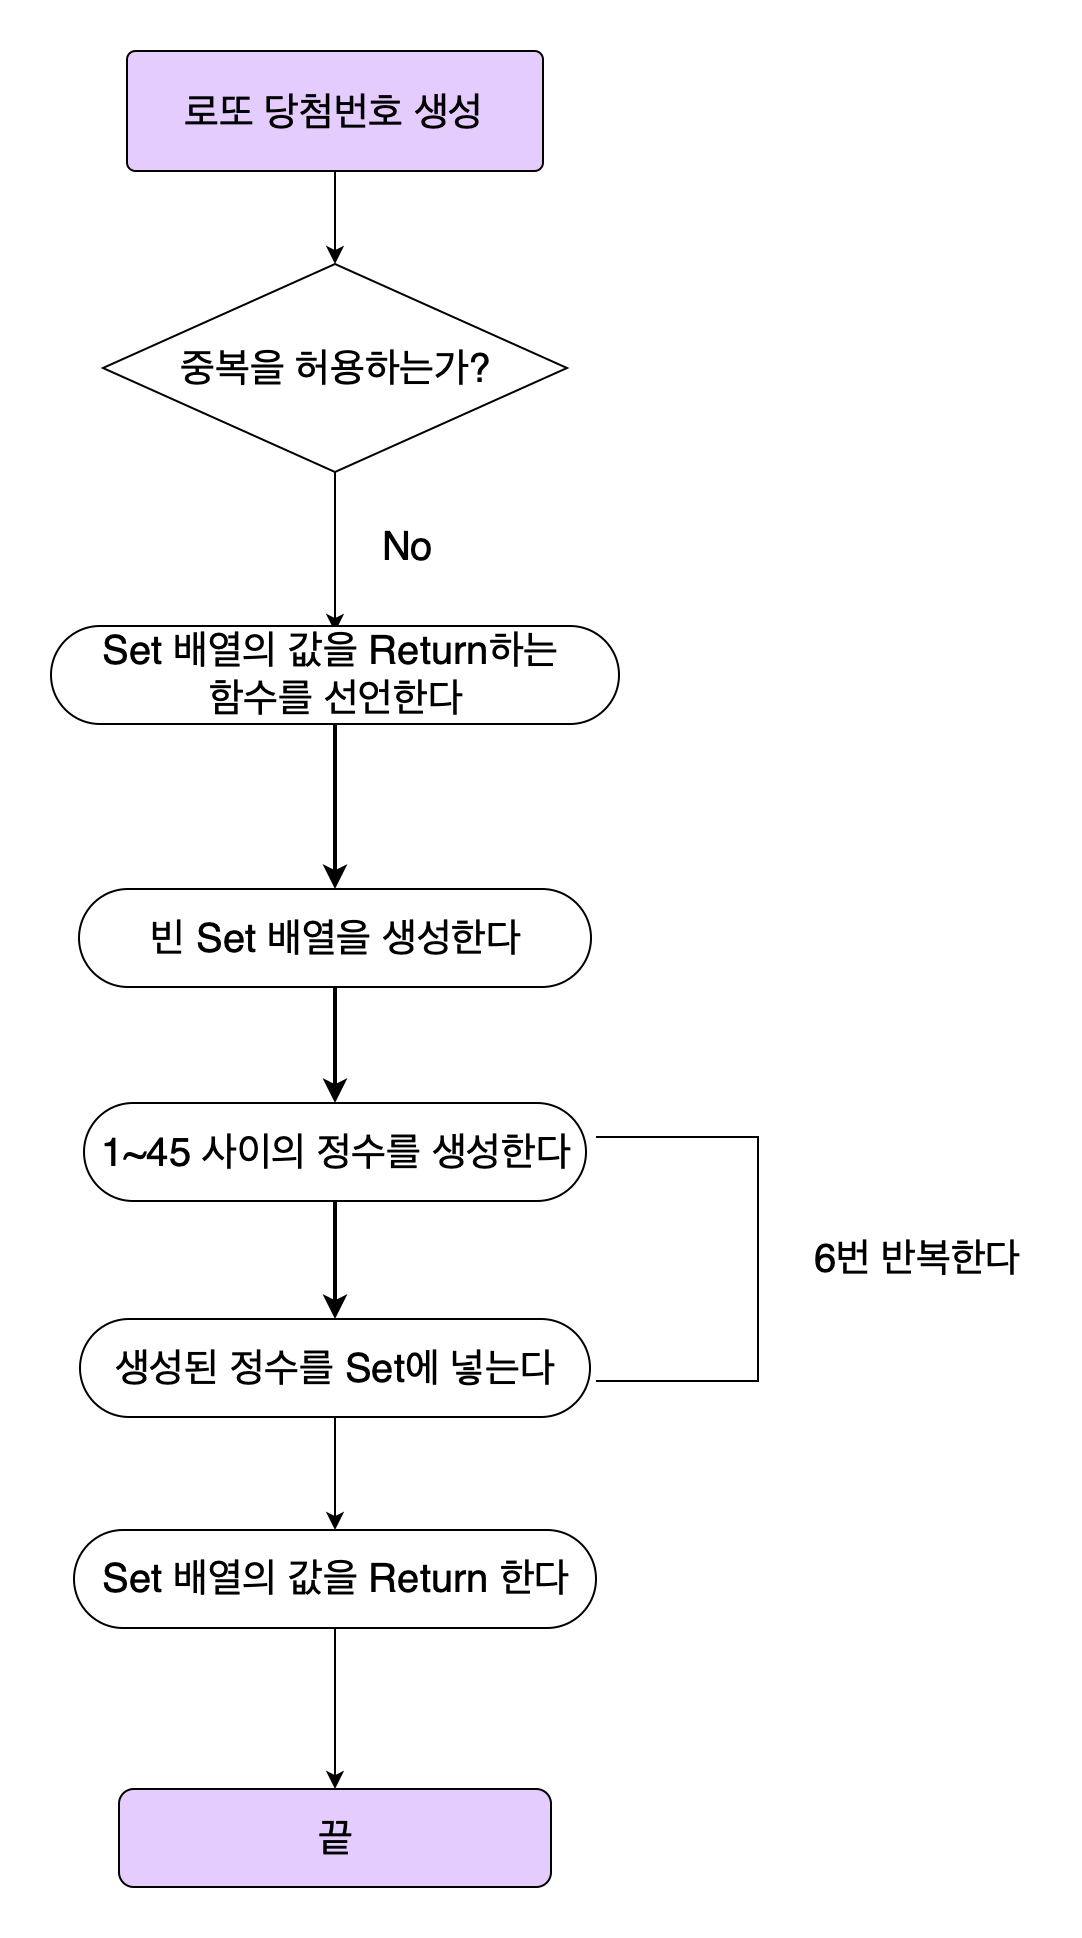 로또 당첨번호 생성
중복을 허용하는가?
No
Set 배열의 값을 Return하는
함수를 선언한다
빈 Set 배열을 생성한다
1~45 사이의 정수를 생성한다
6번 반복한다
생성된 정수를 Set에 넣는다
Set 배열의 값을 Return 한다
끝